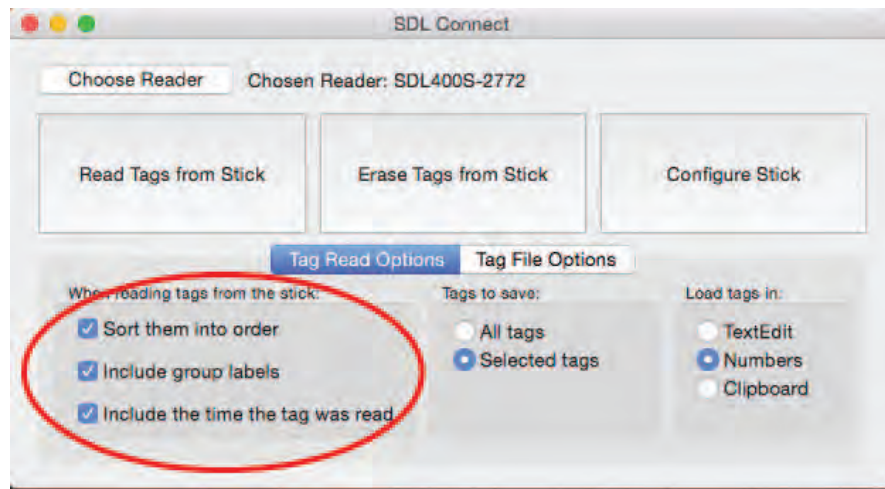 SDL Connect
Choose Reader Chosen Reader: SDL400S-2772
Read Tags from Stick Erase Tags from Stick Configure Stick
Tag Read Options Tag File Options
When reading tags from the stick: Tags to save: Load tags in:
Sort them into order All tags TextEdit
Include group labels Selected tags Numbers
Include the time the tag was read Clipboard